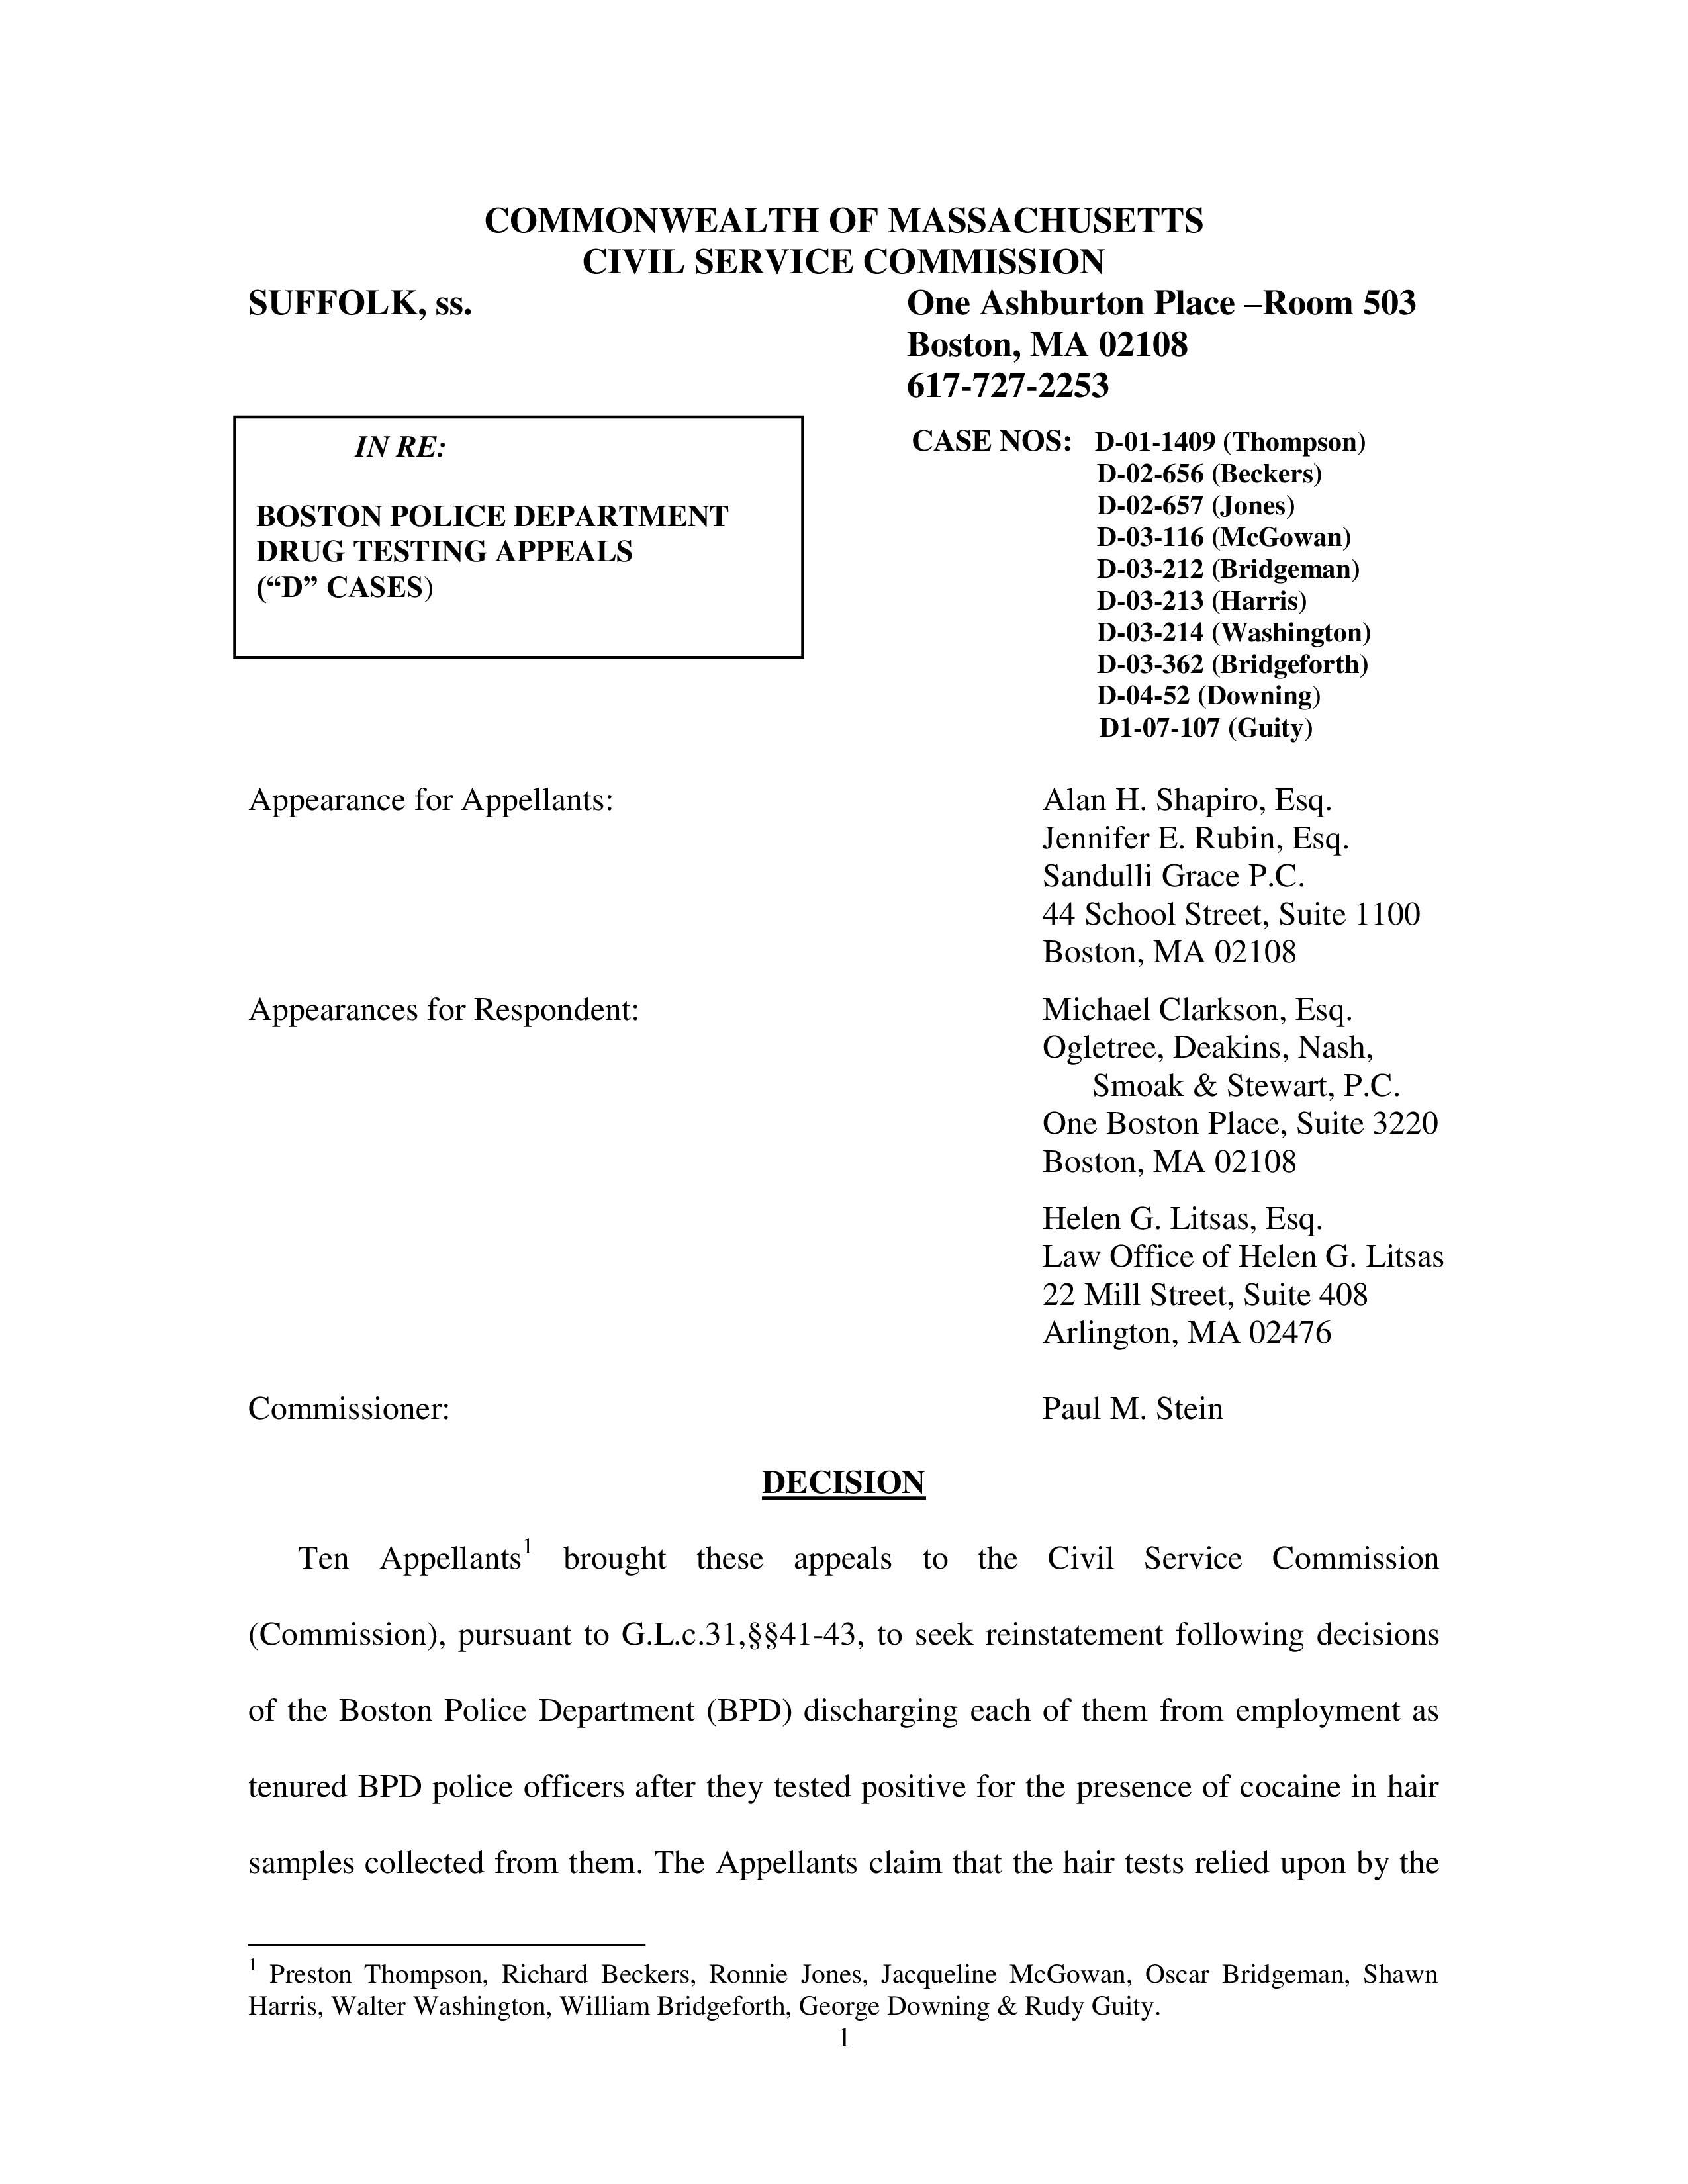 COMMONWEALTH OF MASSACHUSETTS
CIVIL SERVICE COMMISSION
SUFFOLK, ss.
One Ashburton Place –Room 503
Boston, MA 02108
617-727-2253
IN RE:
BOSTON POLICE DEPARTMENT
DRUG TESTING APPEALS
(“D” CASES)
CASE NOS: D-01-1409 (Thompson)
D-02-656 (Beckers)
D-02-657 (Jones)
D-03-116 (McGowan)
D-03-212 (Bridgeman)
D-03-213 (Harris)
D-03-214 (Washington)
D-03-362 (Bridgeforth)
D-04-52 (Downing)
D1-07-107 (Guity)
Appearance for Appellants:
Alan H. Shapiro, Esq.
Jennifer E. Rubin, Esq.
Sandulli Grace P.C.
44 School Street, Suite 1100
Boston, MA 02108
Appearances for Respondent:
Michael Clarkson, Esq.
Ogletree, Deakins, Nash,
Smoak & Stewart, P.C.
One Boston Place, Suite 3220
Boston, MA 02108
Helen G. Litsas, Esq.
Law Office of Helen G. Litsas
22 Mill Street, Suite 408
Arlington, MA 02476
Commissioner:
Paul M. Stein
DECISION
Ten Appellants1 brought these appeals to the Civil Service Commission
(Commission), pursuant to G.L.c.31,§§41-43, to seek reinstatement following decisions
of the Boston Police Department (BPD) discharging each of them from employment as
tenured BPD police officers after they tested positive for the presence of cocaine in hair
samples collected from them. The Appellants claim that the hair tests relied upon by the
1 Preston Thompson, Richard Beckers, Ronnie Jones, Jacqueline McGowan, Oscar Bridgeman, Shawn
Harris, Walter Washington, William Bridgeforth, George Downing & Rudy Guity.
1